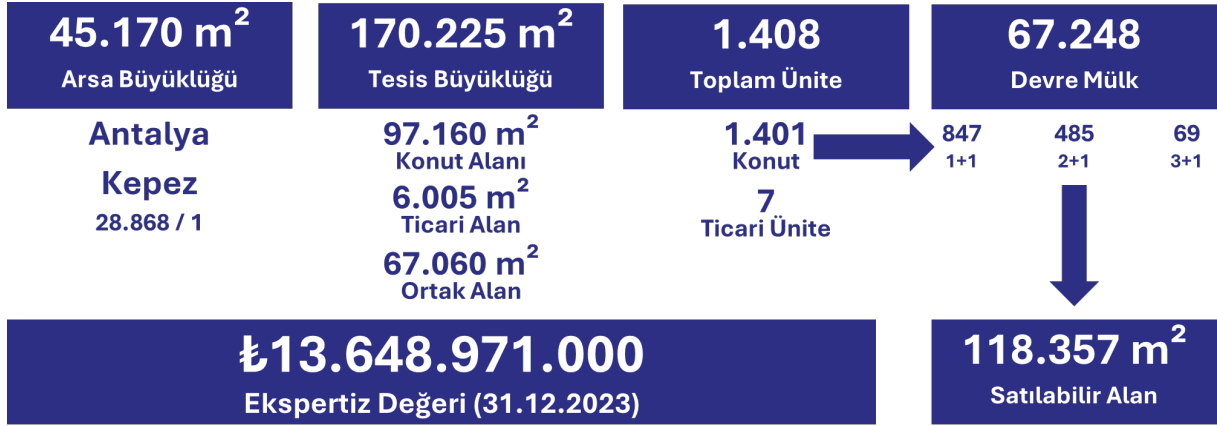 45.170 m²
Arsa Büyüklüğü
Antalya
Kepez
28.868 / 1
170.225 m²
Tesis Büyüklüğü
97.160 m²
Konut Alanı
6.005 m²
Ticari Alan
67.060 m²
Ortak Alan
1.408
Toplam Ünite
1.401
Konut
7
Ticari Ünite
67.248
Devre Mülk
847 485 69
1+1 2+1 3+1
₺13.648.971.000
Ekspertiz Değeri (31.12.2023)
118.357 m²
Satılabilir Alan